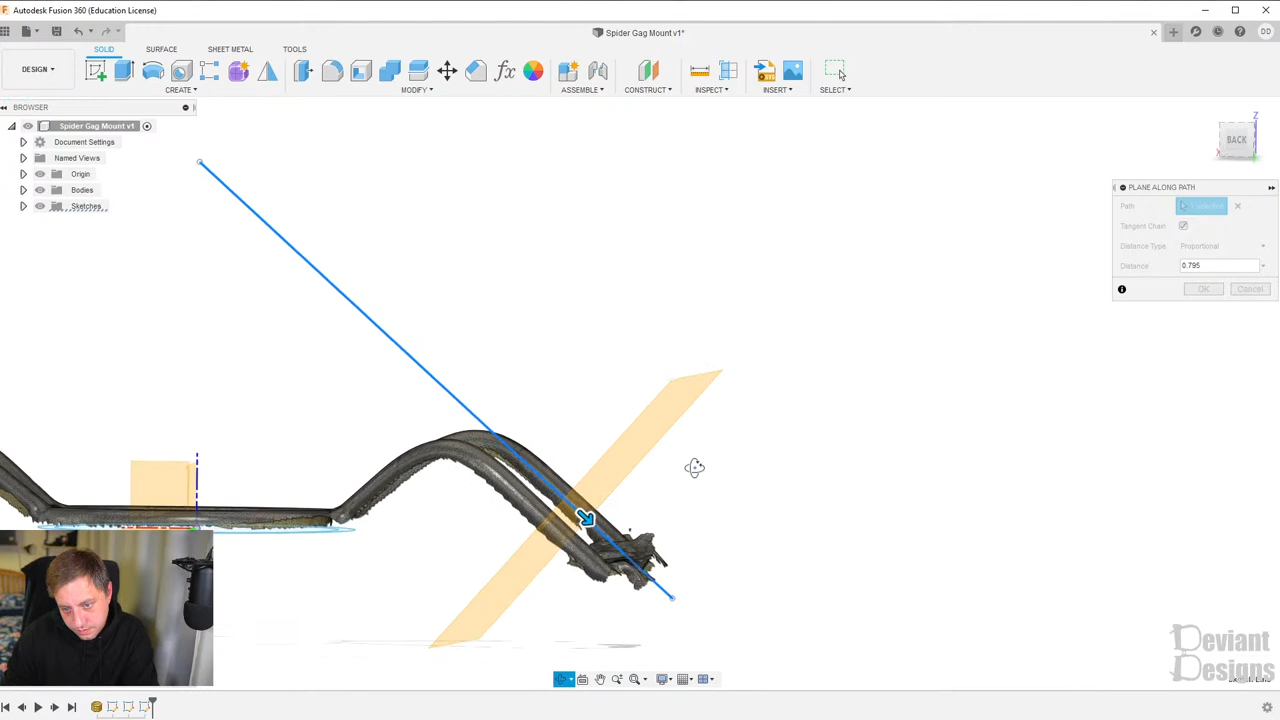 Autodesk Fusion 360 (Education License)
Spider Gag Mount v1*
DD
SOLID SURFACE SHEET METAL TOOLS
DESIGN
CREATE MODIFY ASSEMBLE CONSTRUCT INSPECT INSERT SELECT
BROWSER
Spider Gag Mount v1
Document Settings
Named Views
Origin
Bodies
Sketches
Z
BACK
X
PLANE ALONG PATH
Path
Tangent Chain
Distance Type Proportional
Distance 0.795
OK Cancel
Deviant
Designs